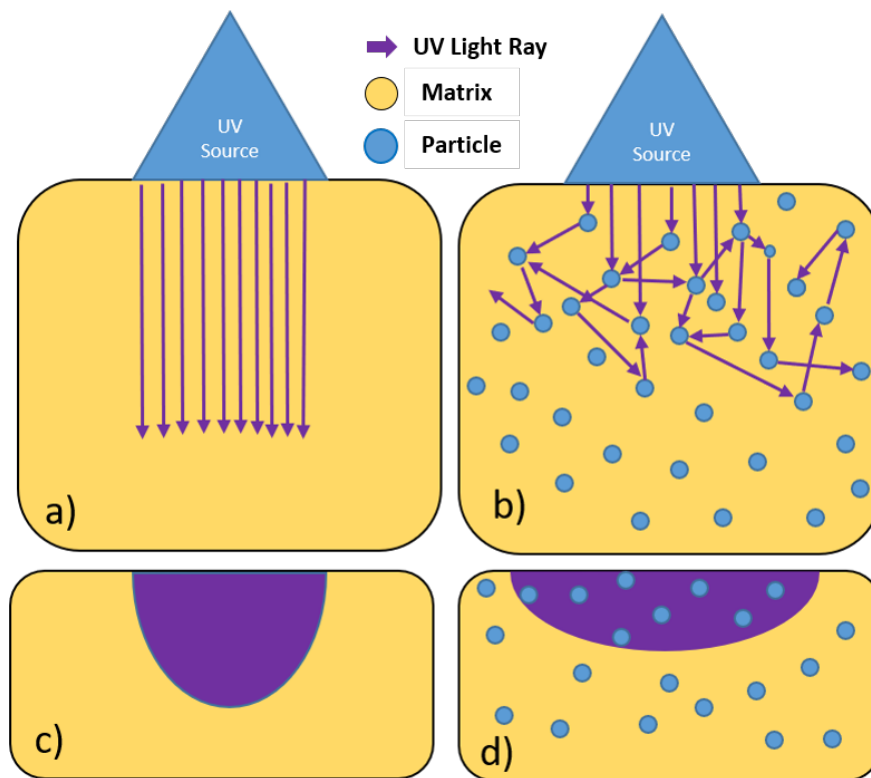 UV Light Ray
Matrix
Particle
UV
Source
UV
Source
a)
b)
c)
d)